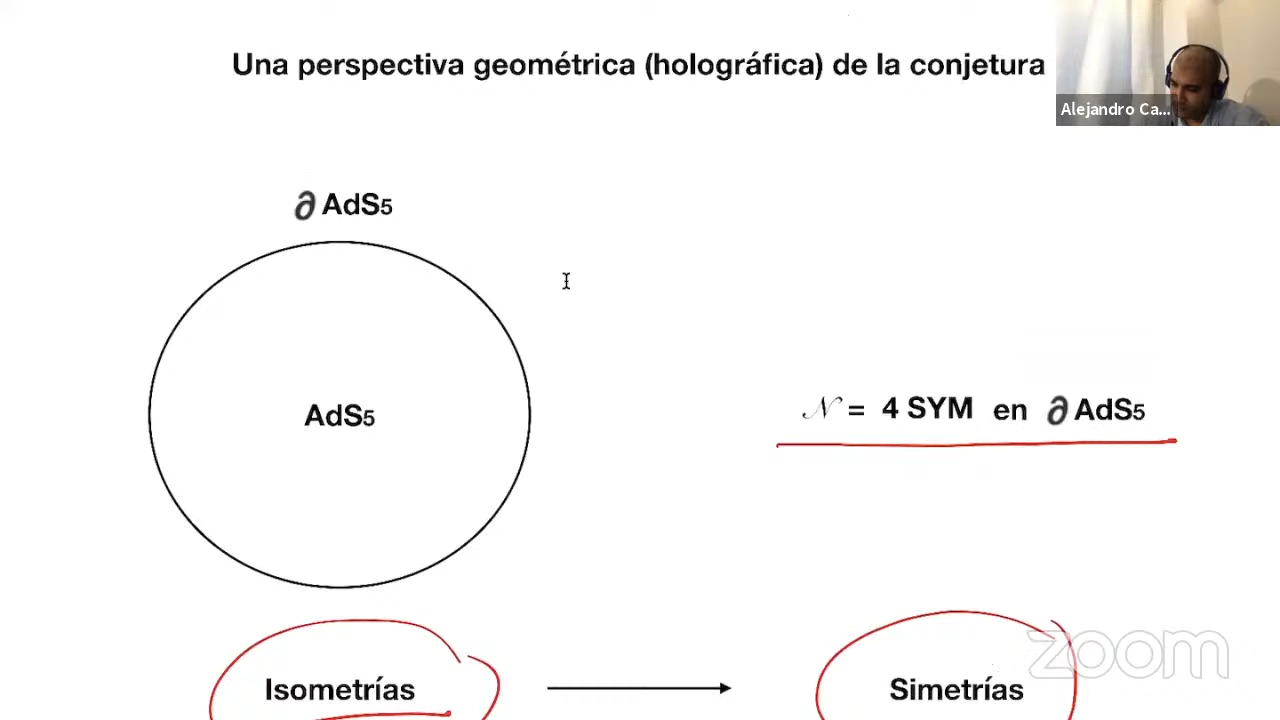 Una perspectiva geométrica (holográfica) de la conjetura
Alejandro Ca...
∂ AdS5
AdS5
𝒩 = 4 SYM en ∂ AdS5
zoom
Isometrías
Simetrías